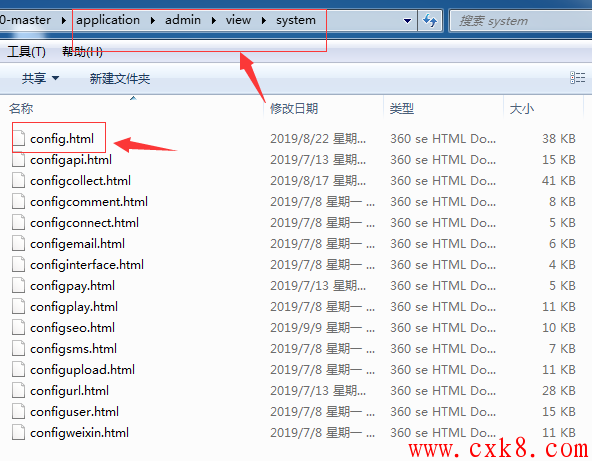 0-master ▸ application ▸ admin ▸ view ▸ system 搜索 system
工具(T) 帮助(H)
共享 新建文件夹
名称 修改日期 类型 大小
config.html 2019/8/22 星期... 360 se HTML Do... 38 KB
configapi.html 2019/7/13 星期... 360 se HTML Do... 15 KB
configcollect.html 2019/8/17 星期... 360 se HTML Do... 41 KB
configcomment.html 2019/7/8 星期一 ... 360 se HTML Do... 8 KB
configconnect.html 2019/7/8 星期一 ... 360 se HTML Do... 5 KB
configemail.html 2019/7/8 星期一 ... 360 se HTML Do... 6 KB
configinterface.html 2019/7/8 星期一 ... 360 se HTML Do... 4 KB
configpay.html 2019/7/13 星期... 360 se HTML Do... 5 KB
configplay.html 2019/7/8 星期一 ... 360 se HTML Do... 11 KB
configseo.html 2019/9/9 星期一 ... 360 se HTML Do... 10 KB
configsms.html 2019/7/8 星期一 ... 360 se HTML Do... 7 KB
configupload.html 2019/7/8 星期一 ... 360 se HTML Do... 11 KB
configurl.html 2019/7/13 星期... 360 se HTML Do... 28 KB
configuser.html 2019/7/8 星期一 ... 360 se HTML Do... 15 KB
configweixin.html 2019/7/8 星期一 ... 360 se HTML Do... 11 KB
www.cxk8.com